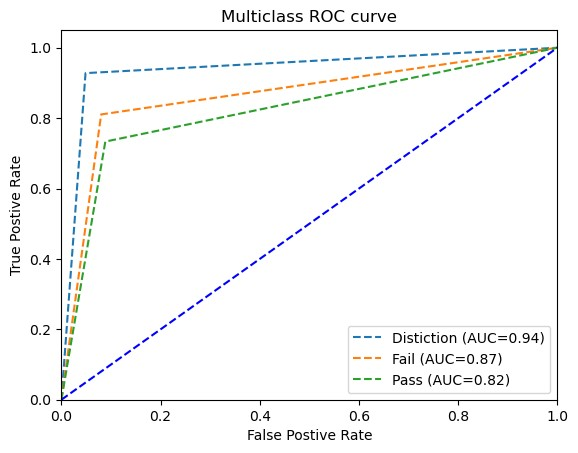 Multiclass ROC curve
True Postive Rate
1.0
0.8
0.6
0.4
0.2
0.0
Distiction (AUC=0.94)
Fail (AUC=0.87)
Pass (AUC=0.82)
0.0 0.2 0.4 0.6 0.8 1.0
False Postive Rate